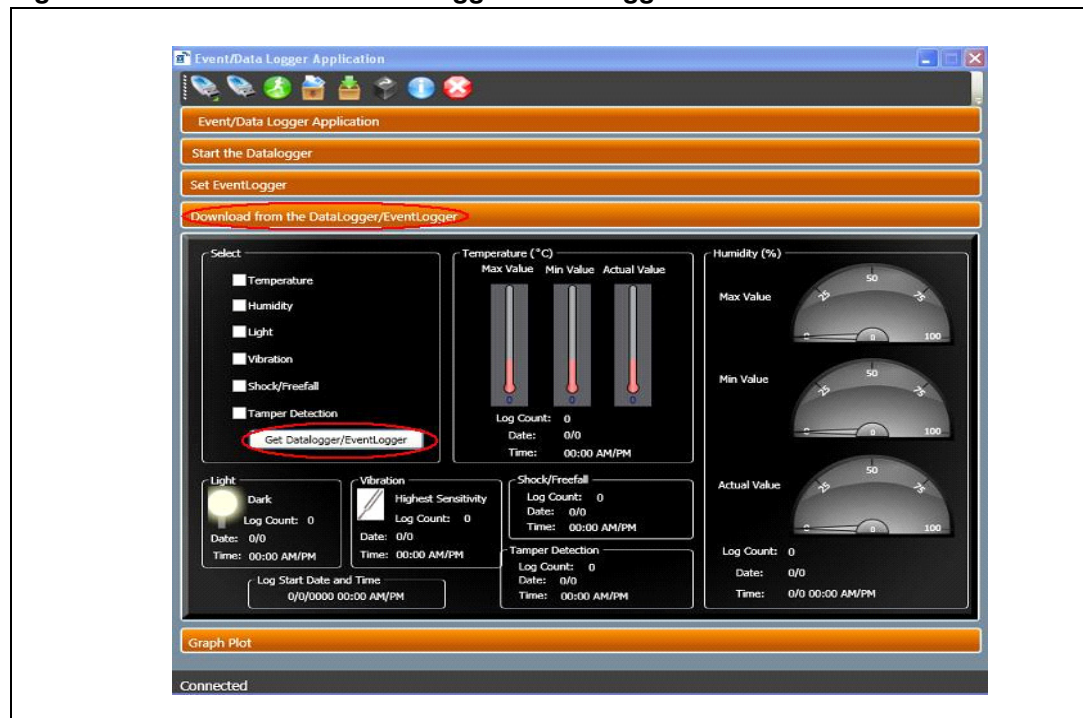 Event/Data Logger Application
Event/Data Logger Application
Start the Datalogger
Set EventLogger
Download from the DataLogger/EventLogger
Select
Temperature
Humidity
Light
Vibration
Shock/Freefall
Tamper Detection
Get Datalogger/EventLogger
Temperature (°C)
Max Value Min Value Actual Value
0 0 0
Log Count: 0
Date: 0/0
Time: 00:00 AM/PM
Humidity (%)
Max Value
0 25 50 75 100
0
Min Value
0 25 50 75 100
0
Actual Value
0 25 50 75 100
0
Log Count: 0
Date: 0/0
Time: 0/0 00:00 AM/PM
Light
Dark
Log Count: 0
Date: 0/0
Time: 00:00 AM/PM
Vibration
Highest Sensitivity
Log Count: 0
Date: 0/0
Time: 00:00 AM/PM
Shock/Freefall
Log Count: 0
Date: 0/0
Time: 00:00 AM/PM
Tamper Detection
Log Count: 0
Date: 0/0
Time: 00:00 AM/PM
Log Start Date and Time
0/0/0000 00:00 AM/PM
Graph Plot
Connected